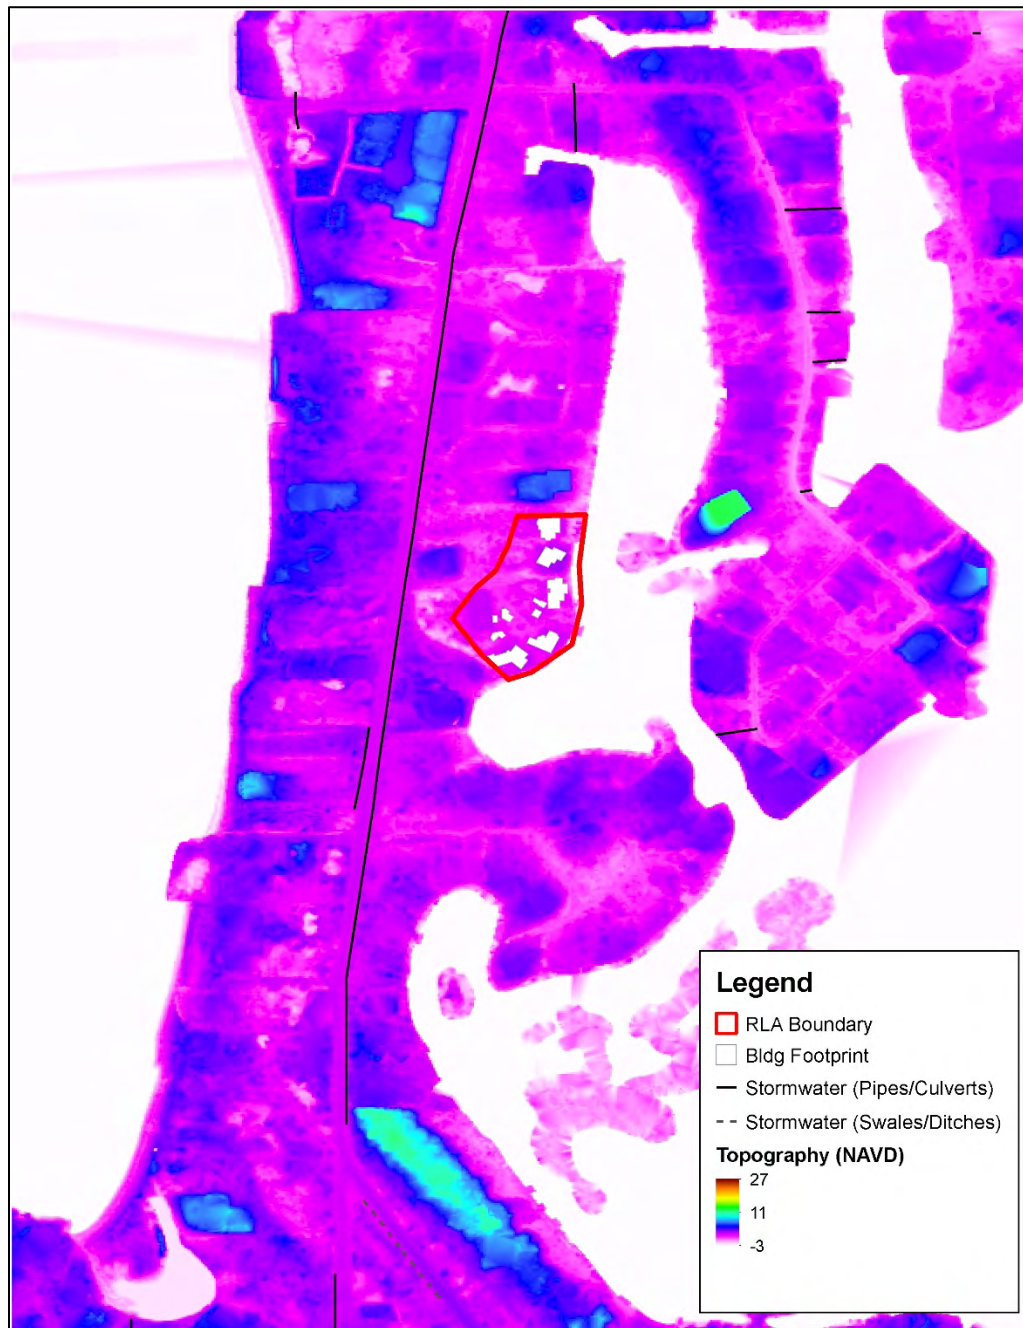 Legend
RLA Boundary
Bldg Footprint
Stormwater (Pipes/Culverts)
Stormwater (Swales/Ditches)
Topography (NAVD)
27
11
-3